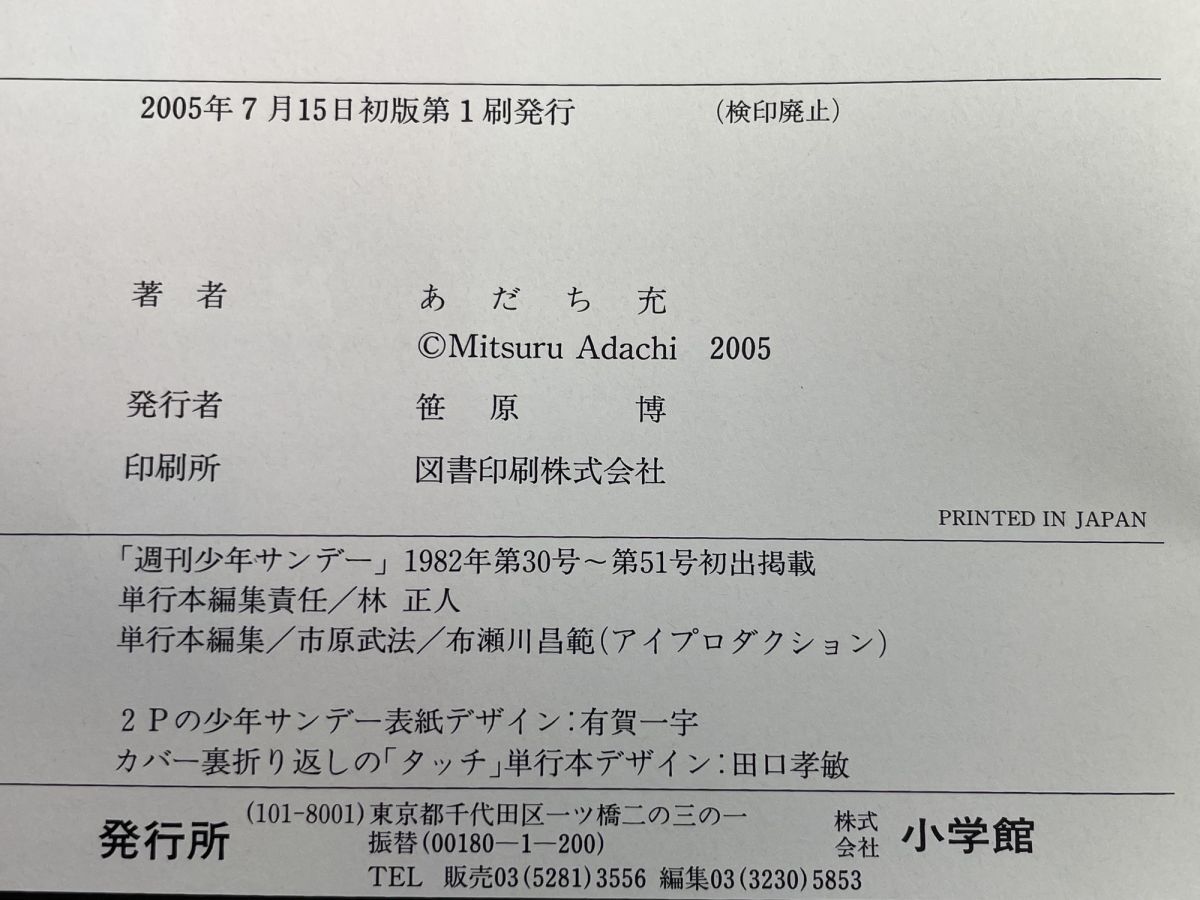 2005年7月15日初版第1刷発行 (検印廃止)
著 者 あ だ ち 充
©Mitsuru Adachi 2005
発行者 笹 原 博
印刷所 図書印刷株式会社
PRINTED IN JAPAN
「週刊少年サンデー」1982年第30号〜第51号初出掲載
単行本編集責任／林 正人
単行本編集／市原武法／布瀬川昌範(アイプロダクション)
2Pの少年サンデー表紙デザイン：有賀一宇
カバー裏折り返しの「タッチ」単行本デザイン：田口孝敏
発行所 (101-8001)東京都千代田区一ツ橋二の三の一 株式会社 小学館
振替(00180—1—200)
TEL 販売03(5281)3556 編集03(3230)5853